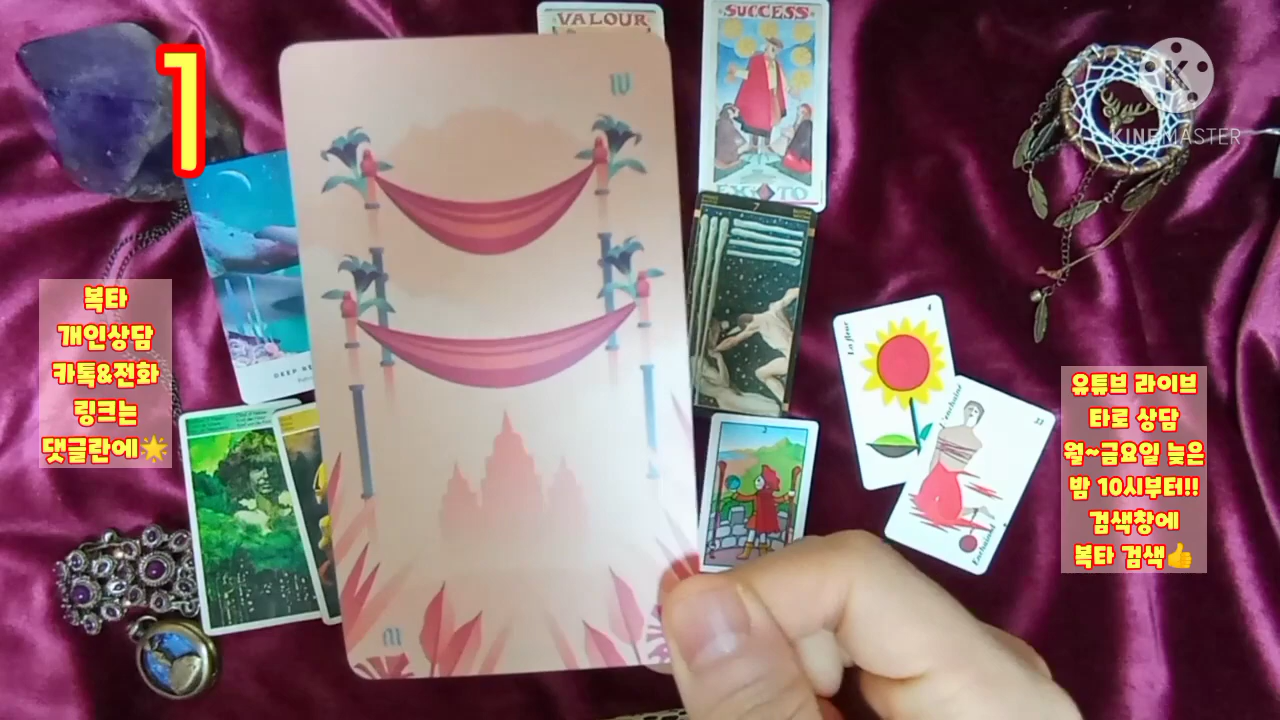 1
VALOUR
SUCCESS
EXITO
7
KINEMASTER
복타
개인상담
카톡&전화
링크는
댓글란에🌟
유튜브 라이브
타로 상담
월~금요일 늦은
밤 10시부터!!
검색창에
복타 검색👍